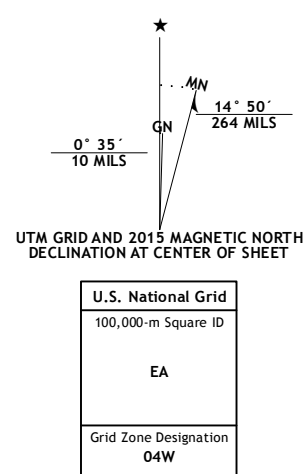 ★
MN
GN
14° 50´
264 MILS
0° 35´
10 MILS
UTM GRID AND 2015 MAGNETIC NORTH
DECLINATION AT CENTER OF SHEET
U.S. National Grid
100,000-m Square ID
EA
Grid Zone Designation
04W